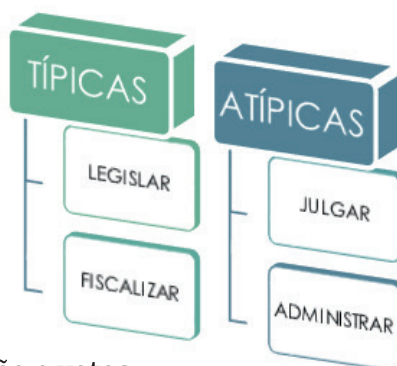 TÍPICAS
LEGISLAR
FISCALIZAR
ATÍPICAS
JULGAR
ADMINISTRAR